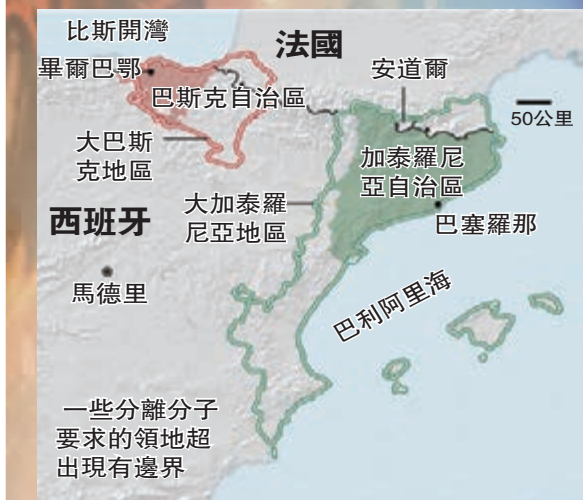 比斯開灣
法國
畢爾巴鄂
安道爾
巴斯克自治區
50公里
大巴斯
克地區
加泰羅尼
亞自治區
大加泰羅
尼亞地區
西班牙
巴塞羅那
馬德里
巴利阿里海
一些分離分子
要求的領地超
出現有邊界